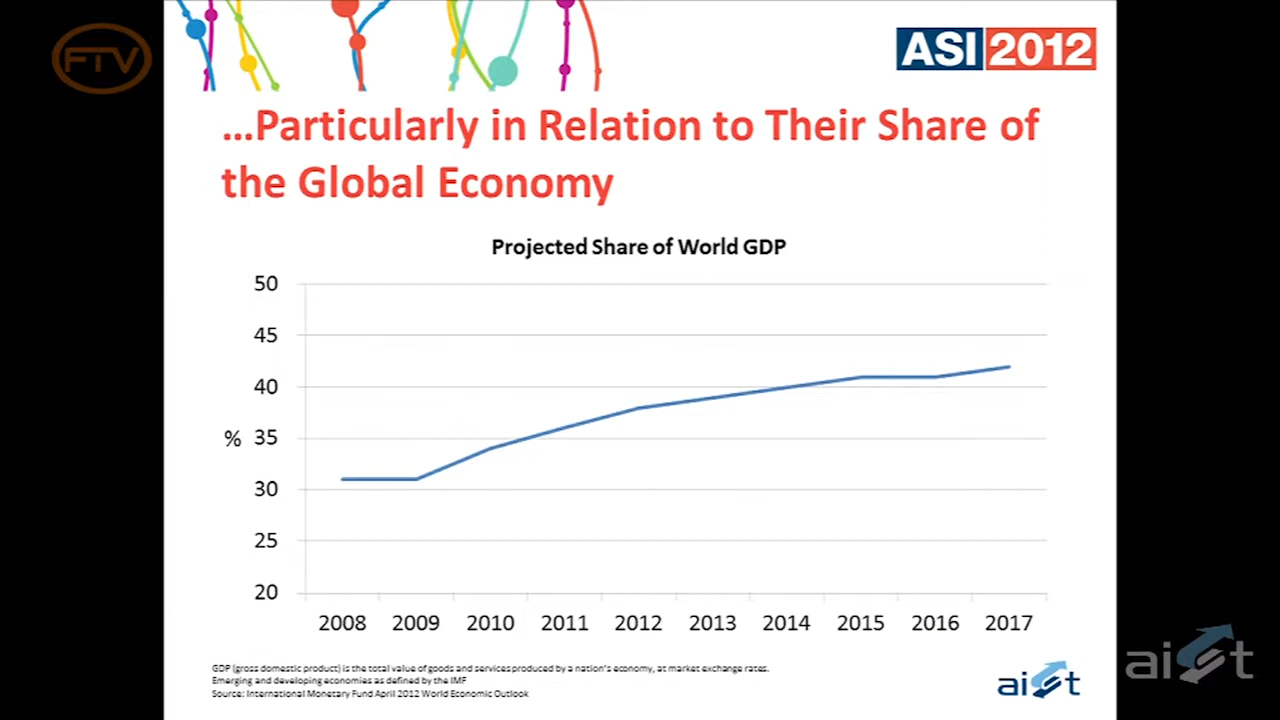 FTV
ASI 2012
...Particularly in Relation to Their Share of
the Global Economy
Projected Share of World GDP
50
45
40
% 35
30
25
20
2008 2009 2010 2011 2012 2013 2014 2015 2016 2017
GDP (gross domestic product) is the total value of goods and services produced by a nation's economy, at market exchange rates.
Emerging and developing economies as defined by the IMF
Source: International Monetary Fund April 2012 World Economic Outlook
aist
aist